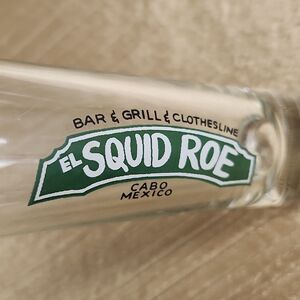 BAR & GRILL & CLOTHESLINE
EL SQUID ROE
CABO
MEXICO